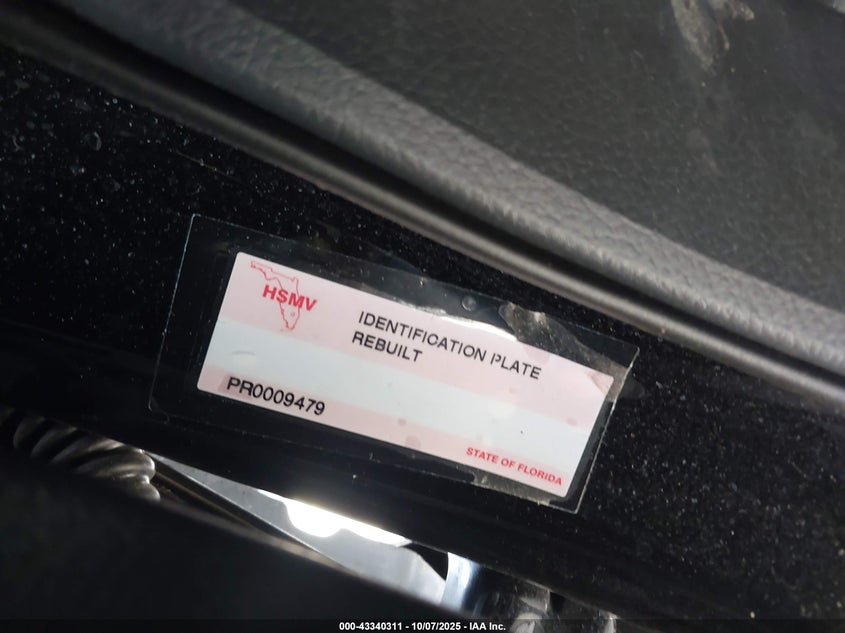 HSMV
IDENTIFICATION PLATE
REBUILT
PR0009479
STATE OF FLORIDA
000-43340311 - 10/07/2025 - IAA Inc.